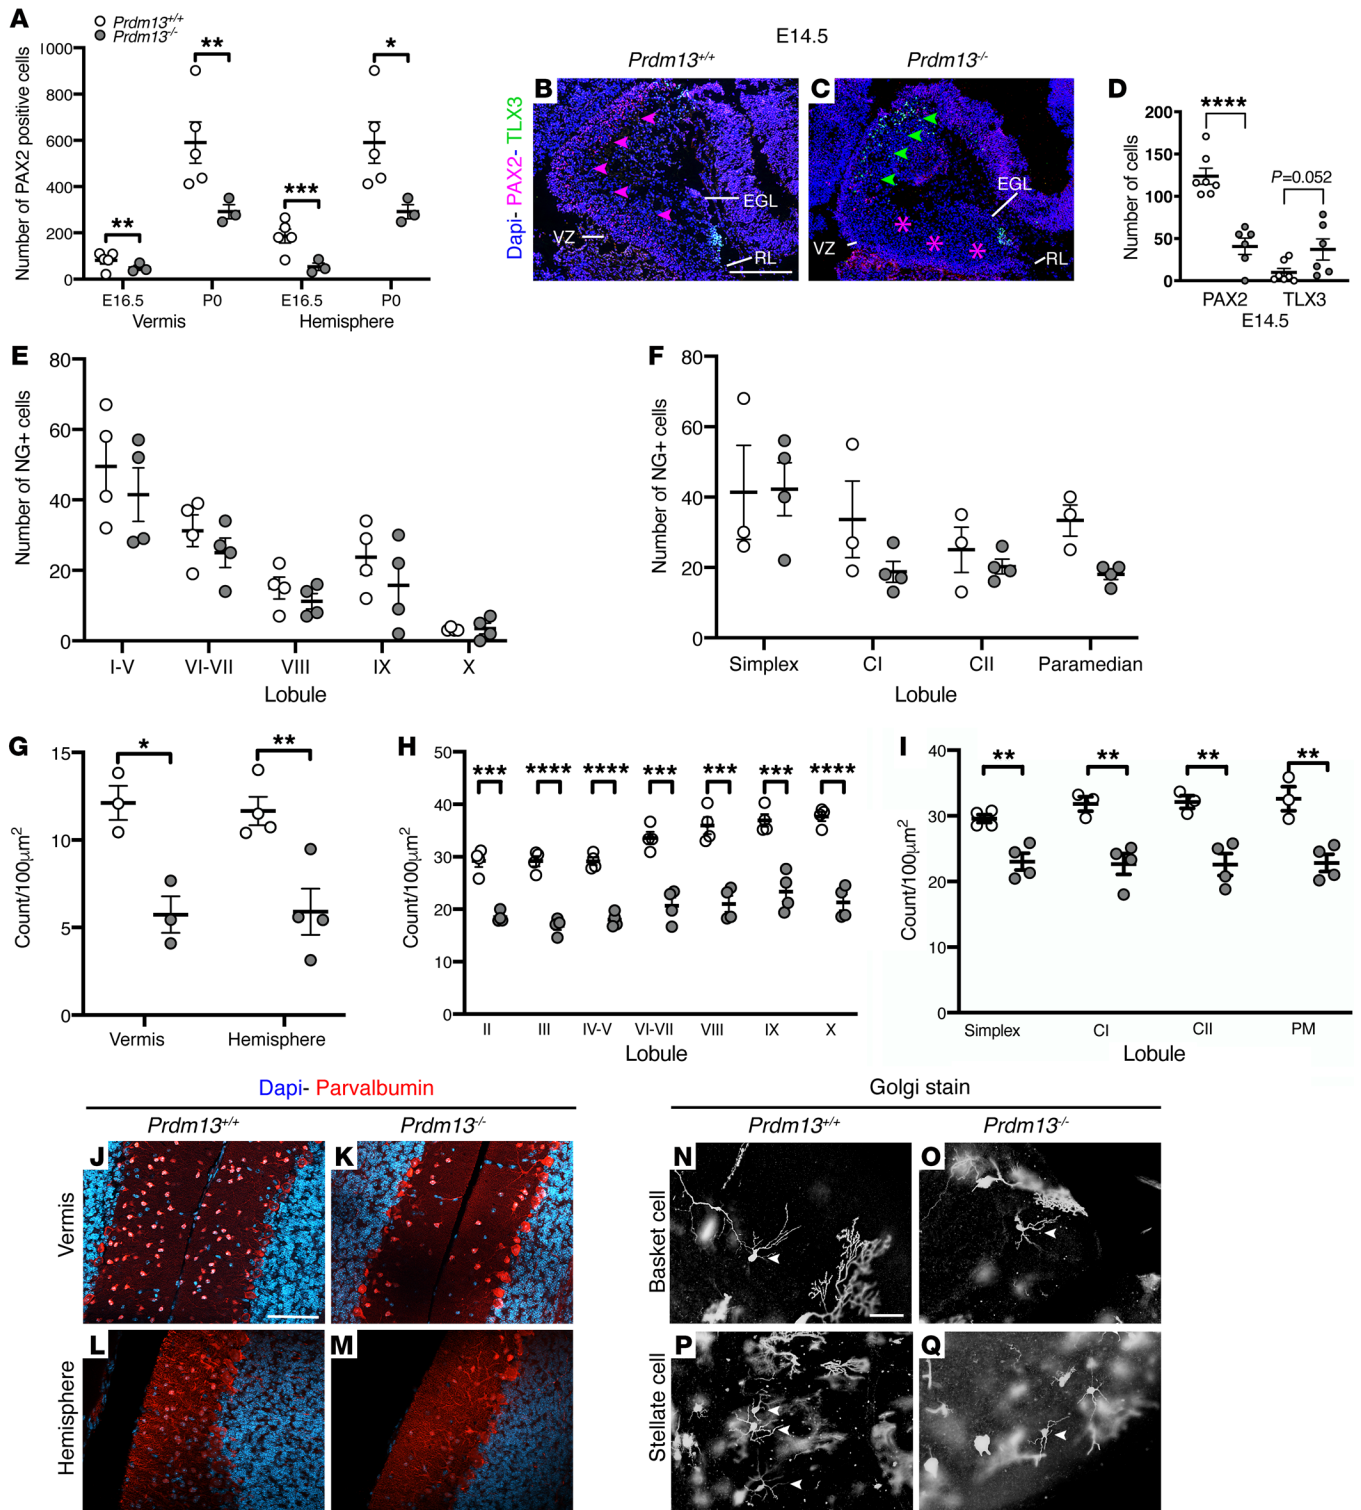 A
Prdm13+/+
Prdm13-/-
Number of PAX2 positive cells
1000
800
600
400
200
0
**
**
***
*
E16.5 P0 E16.5 P0
Vermis Hemisphere
E14.5
Prdm13+/+ Prdm13-/-
Dapi- PAX2- TLX3
B
EGL
VZ
RL
C
EGL
VZ
RL
* * *
D
Number of cells
200
150
100
50
0
****
P=0.052
PAX2 TLX3
E14.5
E
Number of NG+ cells
80
60
40
20
0
I-V VI-VII VIII IX X
Lobule
F
Number of NG+ cells
80
60
40
20
0
Simplex CI CII Paramedian
Lobule
G
Count/100μm2
15
10
5
0
* **
Vermis Hemisphere
H
Count/100μm2
50
40
30
20
10
0
*** **** **** *** *** *** ****
II III IV-V VI-VII VIII IX X
Lobule
I
Count/100μm2
40
30
20
10
0
** ** ** **
Simplex CI CII PM
Lobule
Dapi- Parvalbumin
Prdm13+/+ Prdm13-/-
Vermis
J K
Hemisphere
L M
Golgi stain
Prdm13+/+ Prdm13-/-
Basket cell
N O
Stellate cell
P Q